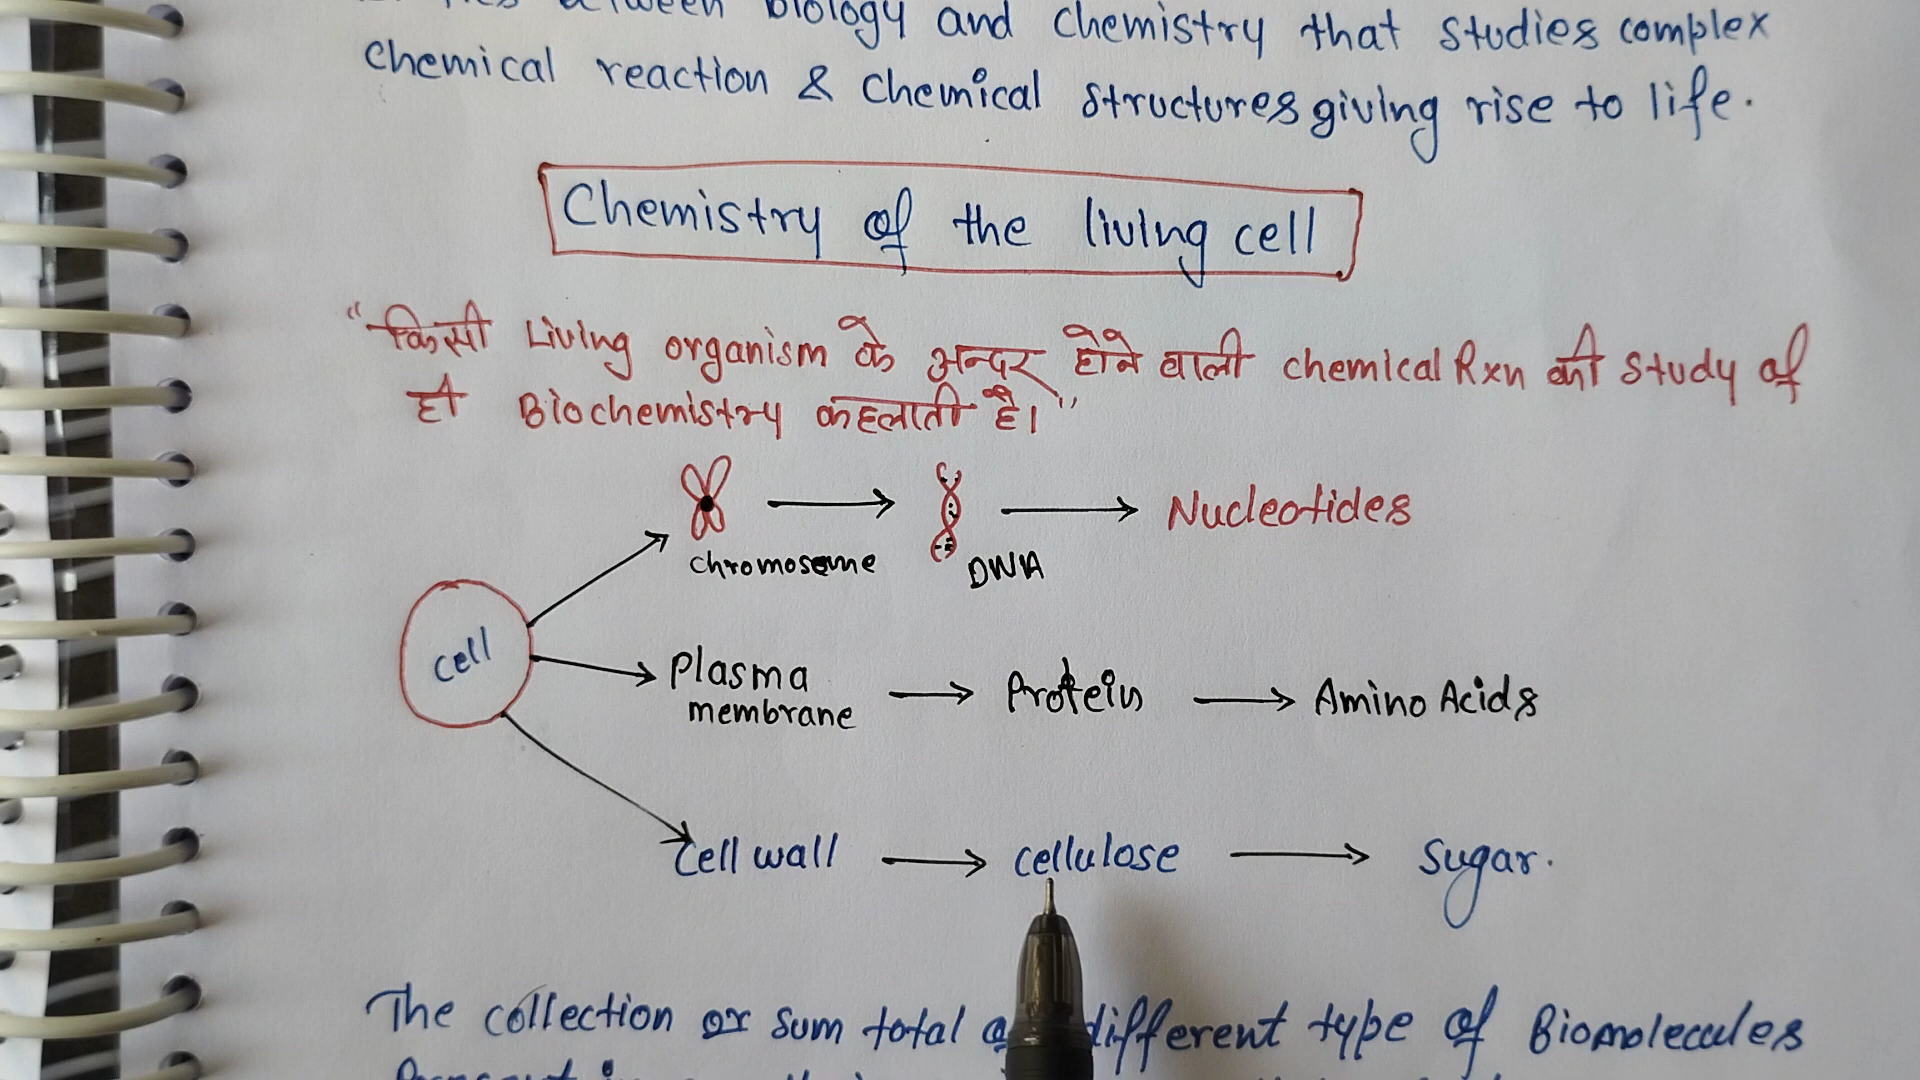 between biology and chemistry that studies complex
chemical reaction & chemical structures giving rise to life.
Chemistry of the living cell
"किसी Living organism के अन्दर होने वाली chemical Rxn की study of
ही Biochemistry कहलाती है।"
chromosome
DNA
Nucleotides
cell
Plasma
membrane
Protein
Amino Acids
Cell wall
cellulose
sugar.
The collection or sum total different type of Biomolecules